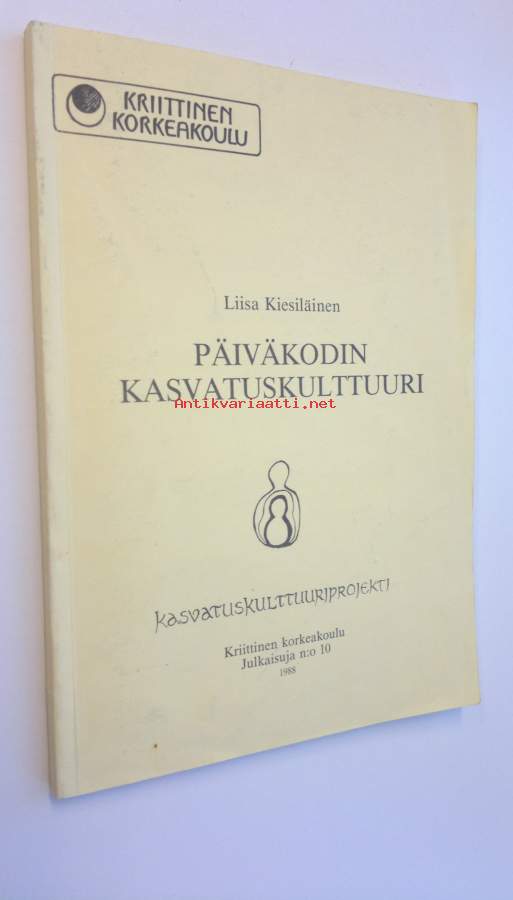 KRIITTINEN
KORKEAKOULU
Liisa Kiesiläinen
PÄIVÄKODIN
KASVATUSKULTTUURI
Antikvariaatti.net
KASVATUSKULTTUURIPROJEKTI
Kriittinen korkeakoulu
Julkaisuja n:o 10
1988